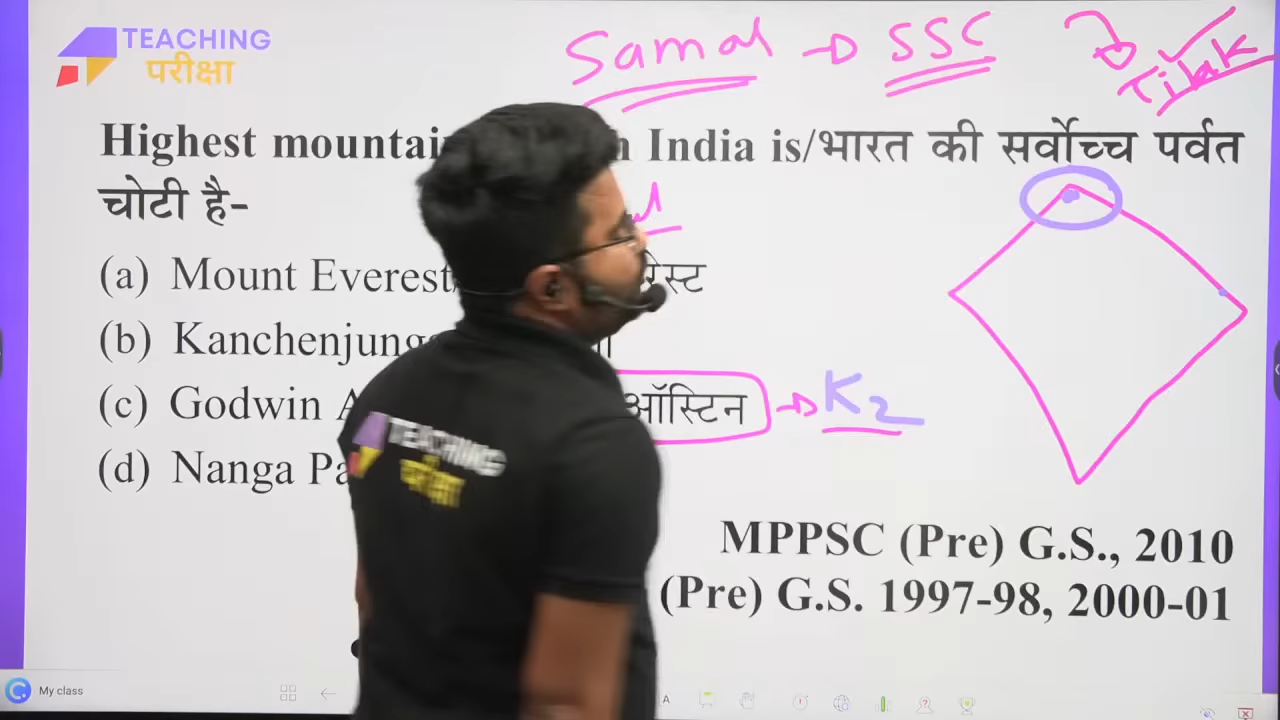 TEACHING
परीक्षा
Samal → SSC
Tilak
Highest mountai n India is/भारत की सर्वोच्च पर्वत
चोटी है-
(a) Mount Everest रेस्ट
(b) Kanchenjung
(c) Godwin A ऑस्टिन → K2
(d) Nanga Pa
TEACHING
परीक्षा
MPPSC (Pre) G.S., 2010
(Pre) G.S. 1997-98, 2000-01
My class